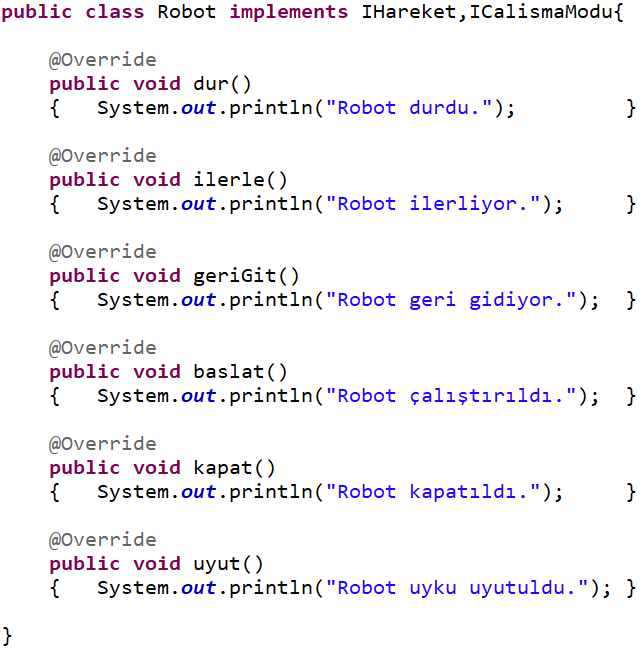 public class Robot implements IHareket,ICalismaModu{
@Override
public void dur()
{   System.out.println("Robot durdu.");         }
@Override
public void ilerle()
{   System.out.println("Robot ilerliyor.");     }
@Override
public void geriGit()
{   System.out.println("Robot geri gidiyor.");  }
@Override
public void baslat()
{   System.out.println("Robot çalıştırıldı.");  }
@Override
public void kapat()
{   System.out.println("Robot kapatıldı.");     }
@Override
public void uyut()
{   System.out.println("Robot uyku uyutuldu."); }
}